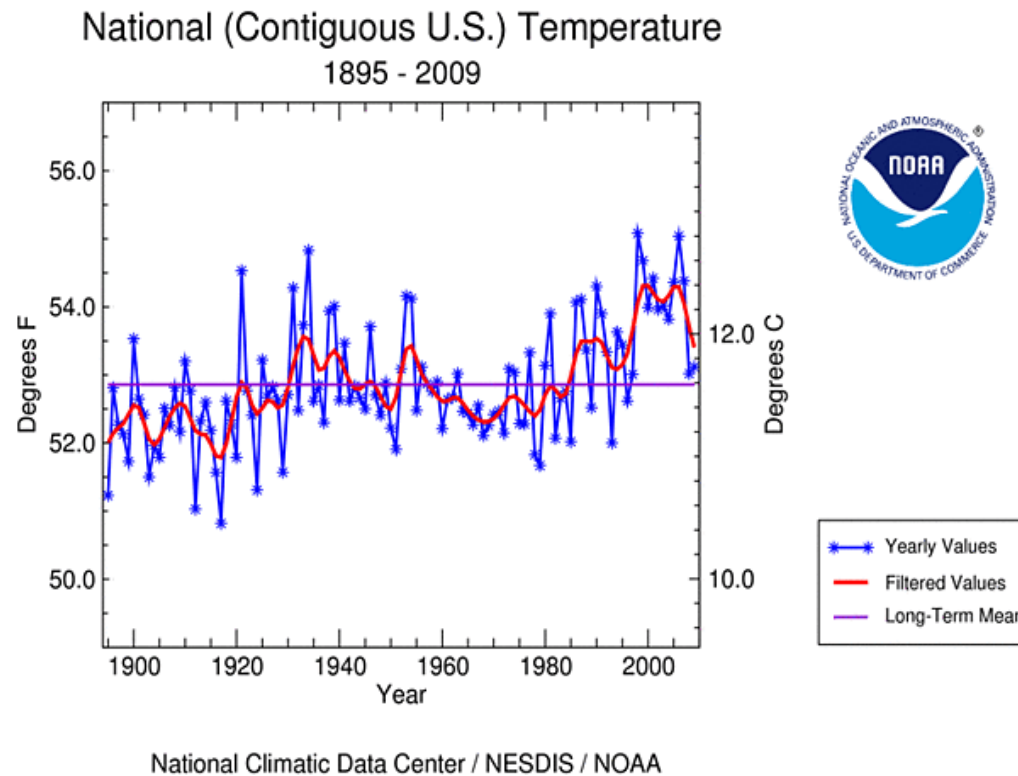 National (Contiguous U.S.) Temperature
1895 - 2009
56.0
54.0
52.0
50.0
Degrees F
12.0
10.0
Degrees C
1900 1920 1940 1960 1980 2000
Year
NATIONAL OCEANIC AND ATMOSPHERIC ADMINISTRATION
NOAA
U.S. DEPARTMENT OF COMMERCE
®
Yearly Values
Filtered Values
Long-Term Mean
National Climatic Data Center / NESDIS / NOAA